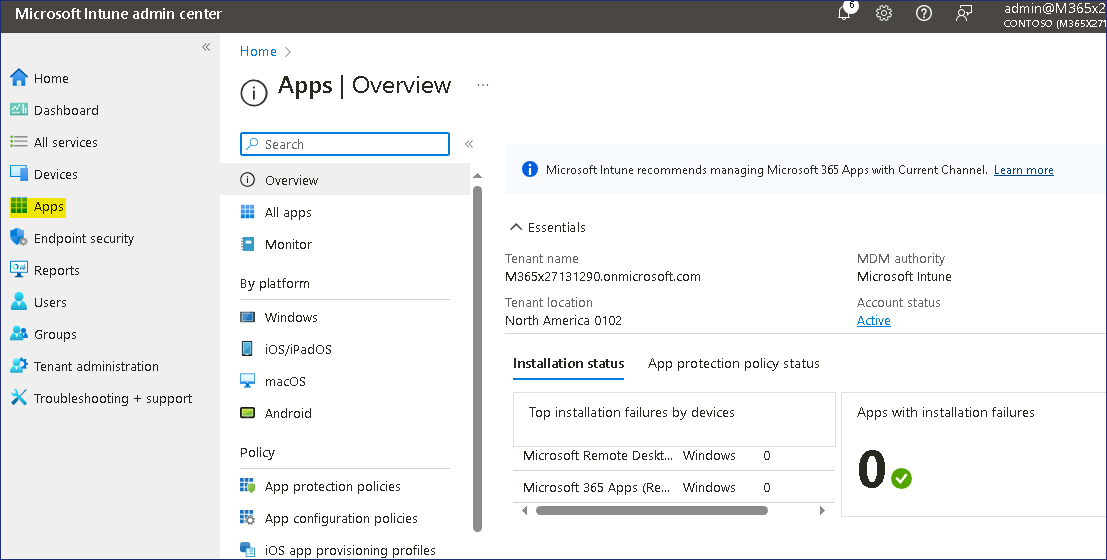 Microsoft Intune admin center
6
admin@M365x2
CONTOSO (M365X271
Home
Dashboard
All services
Devices
Apps
Endpoint security
Reports
Users
Groups
Tenant administration
Troubleshooting + support
Home
Apps | Overview
...
Search
Overview
All apps
Monitor
By platform
Windows
iOS/iPadOS
macOS
Android
Policy
App protection policies
App configuration policies
iOS app provisioning profiles
Microsoft Intune recommends managing Microsoft 365 Apps with Current Channel. Learn more
Essentials
Tenant name
M365x27131290.onmicrosoft.com
Tenant location
North America 0102
MDM authority
Microsoft Intune
Account status
Active
Installation status App protection policy status
Top installation failures by devices
Microsoft Remote Deskt... Windows 0
Microsoft 365 Apps (Re... Windows 0
Apps with installation failures
0